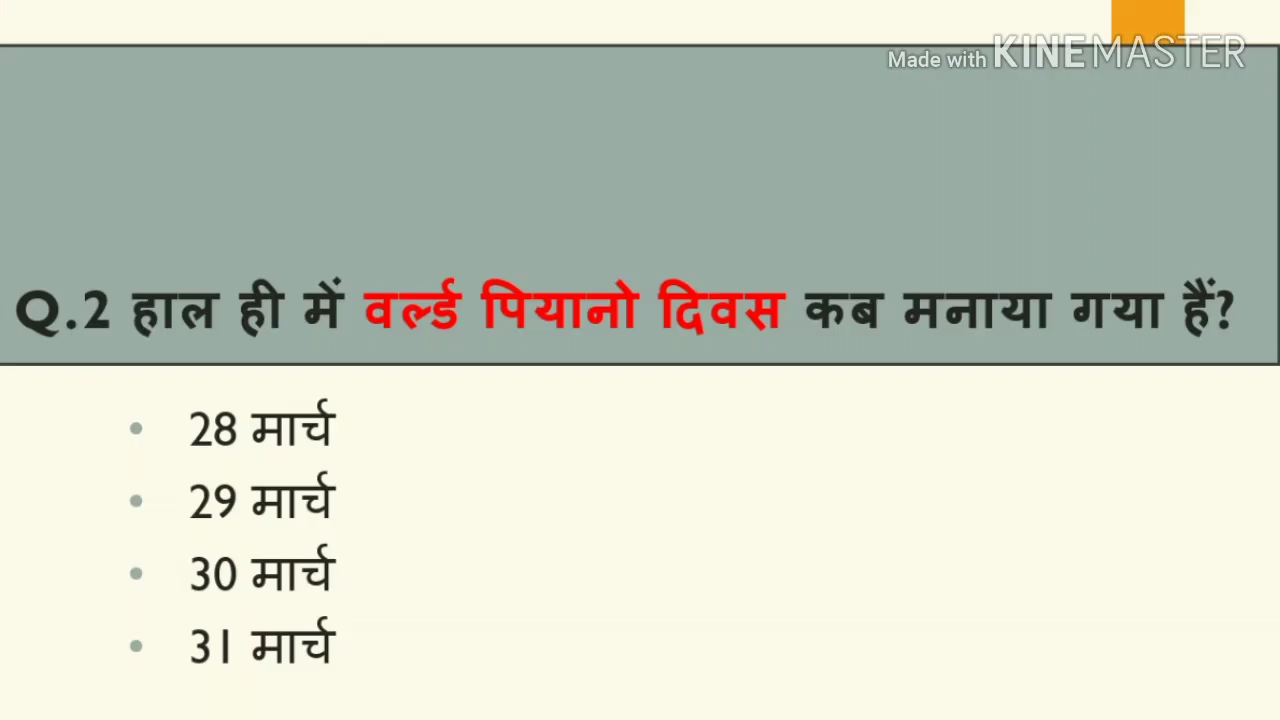 Made with KINEMASTER
Q.2 हाल ही में वर्ल्ड पियानो दिवस कब मनाया गया हैं?
• 28 मार्च
• 29 मार्च
• 30 मार्च
• 31 मार्च